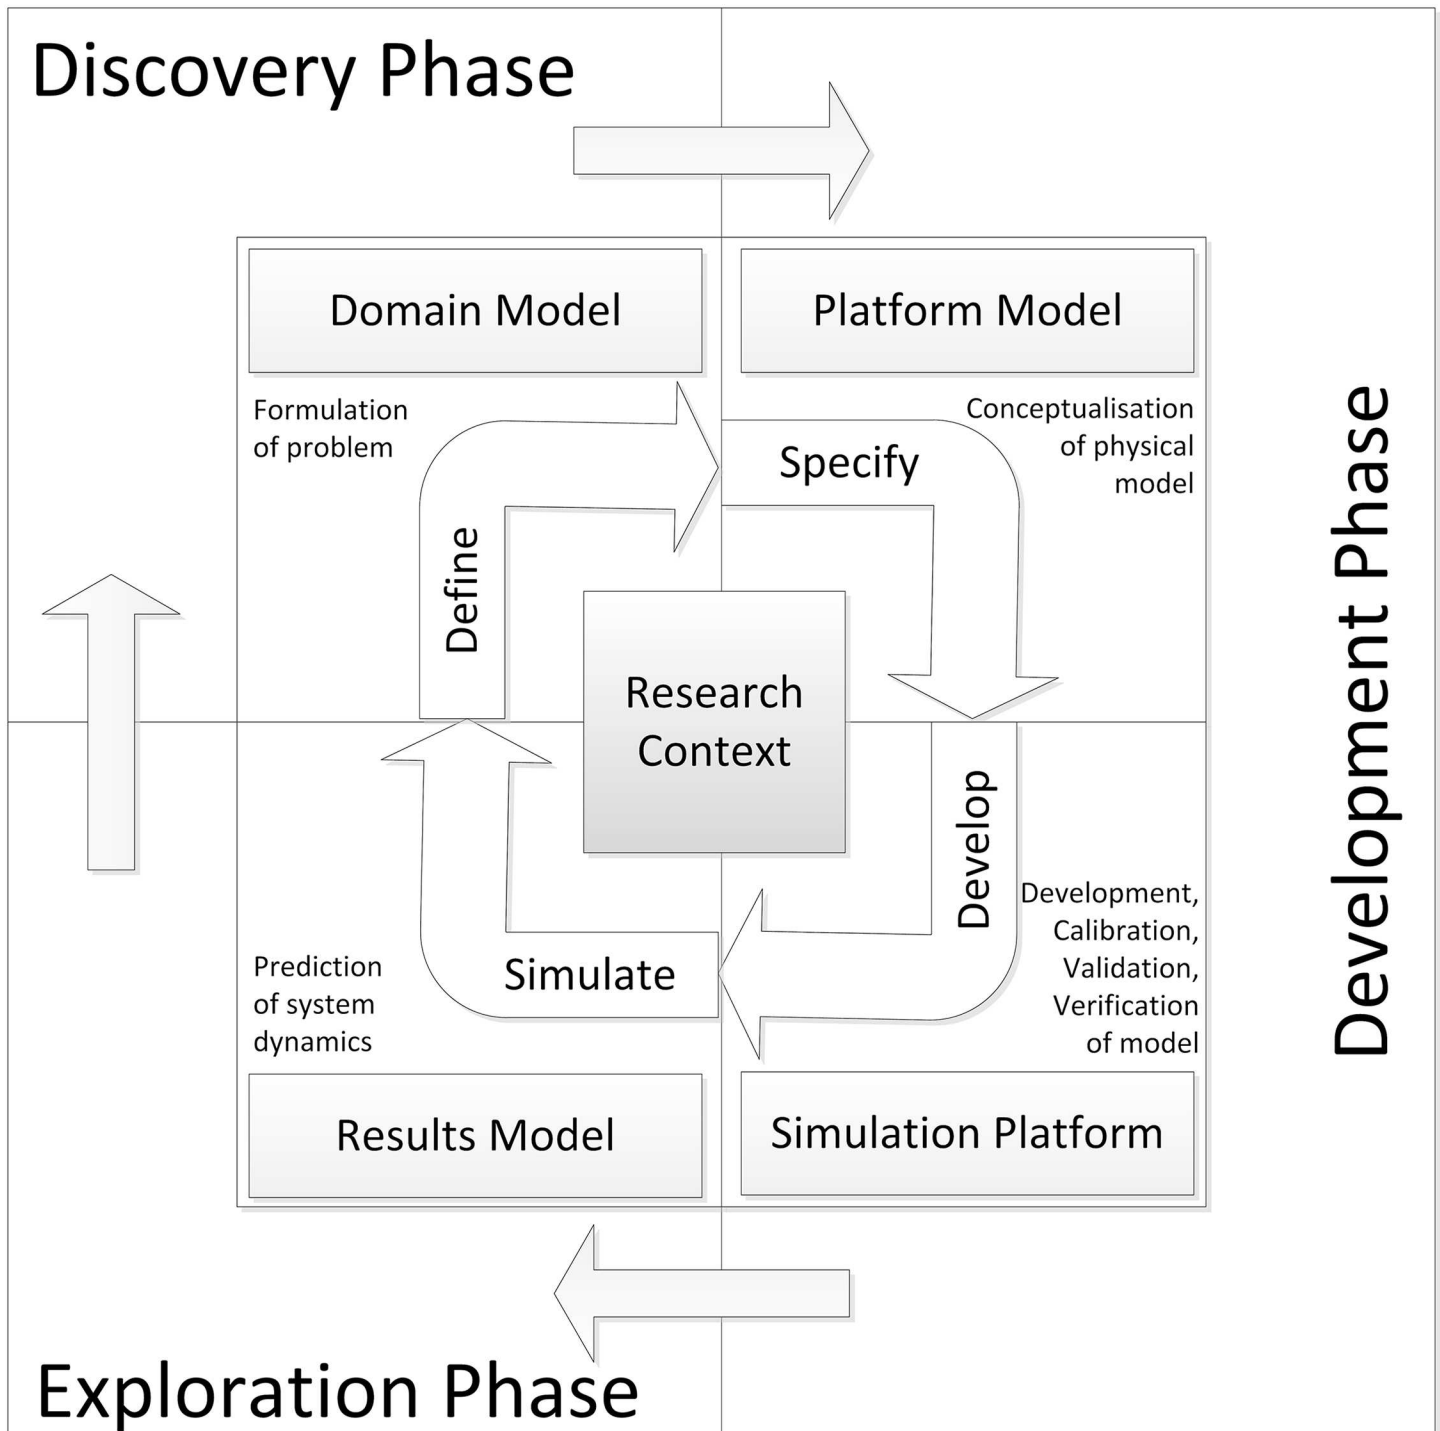 Discovery Phase
Domain Model
Platform Model
Formulation
of problem
Conceptualisation
of physical
model
Specify
Define
Research
Context
Develop
Development,
Calibration,
Validation,
Verification
of model
Simulate
Prediction
of system
dynamics
Results Model
Simulation Platform
Development Phase
Exploration Phase